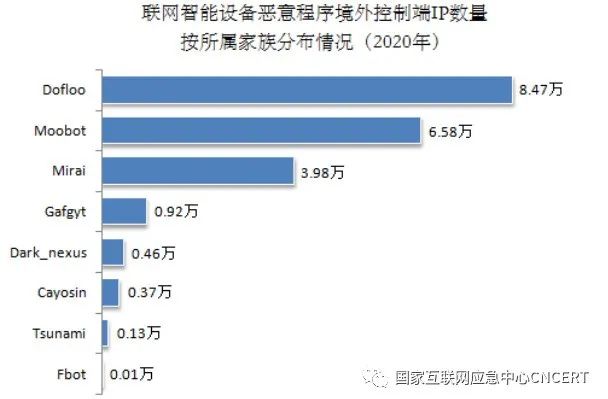 联网智能设备恶意程序境外控制端IP数量
按所属家族分布情况（2020年）
Dofloo 8.47万
Moobot 6.58万
Mirai 3.98万
Gafgyt 0.92万
Dark_nexus 0.46万
Cayosin 0.37万
Tsunami 0.13万
Fbot 0.01万
国家互联网应急中心CNCERT